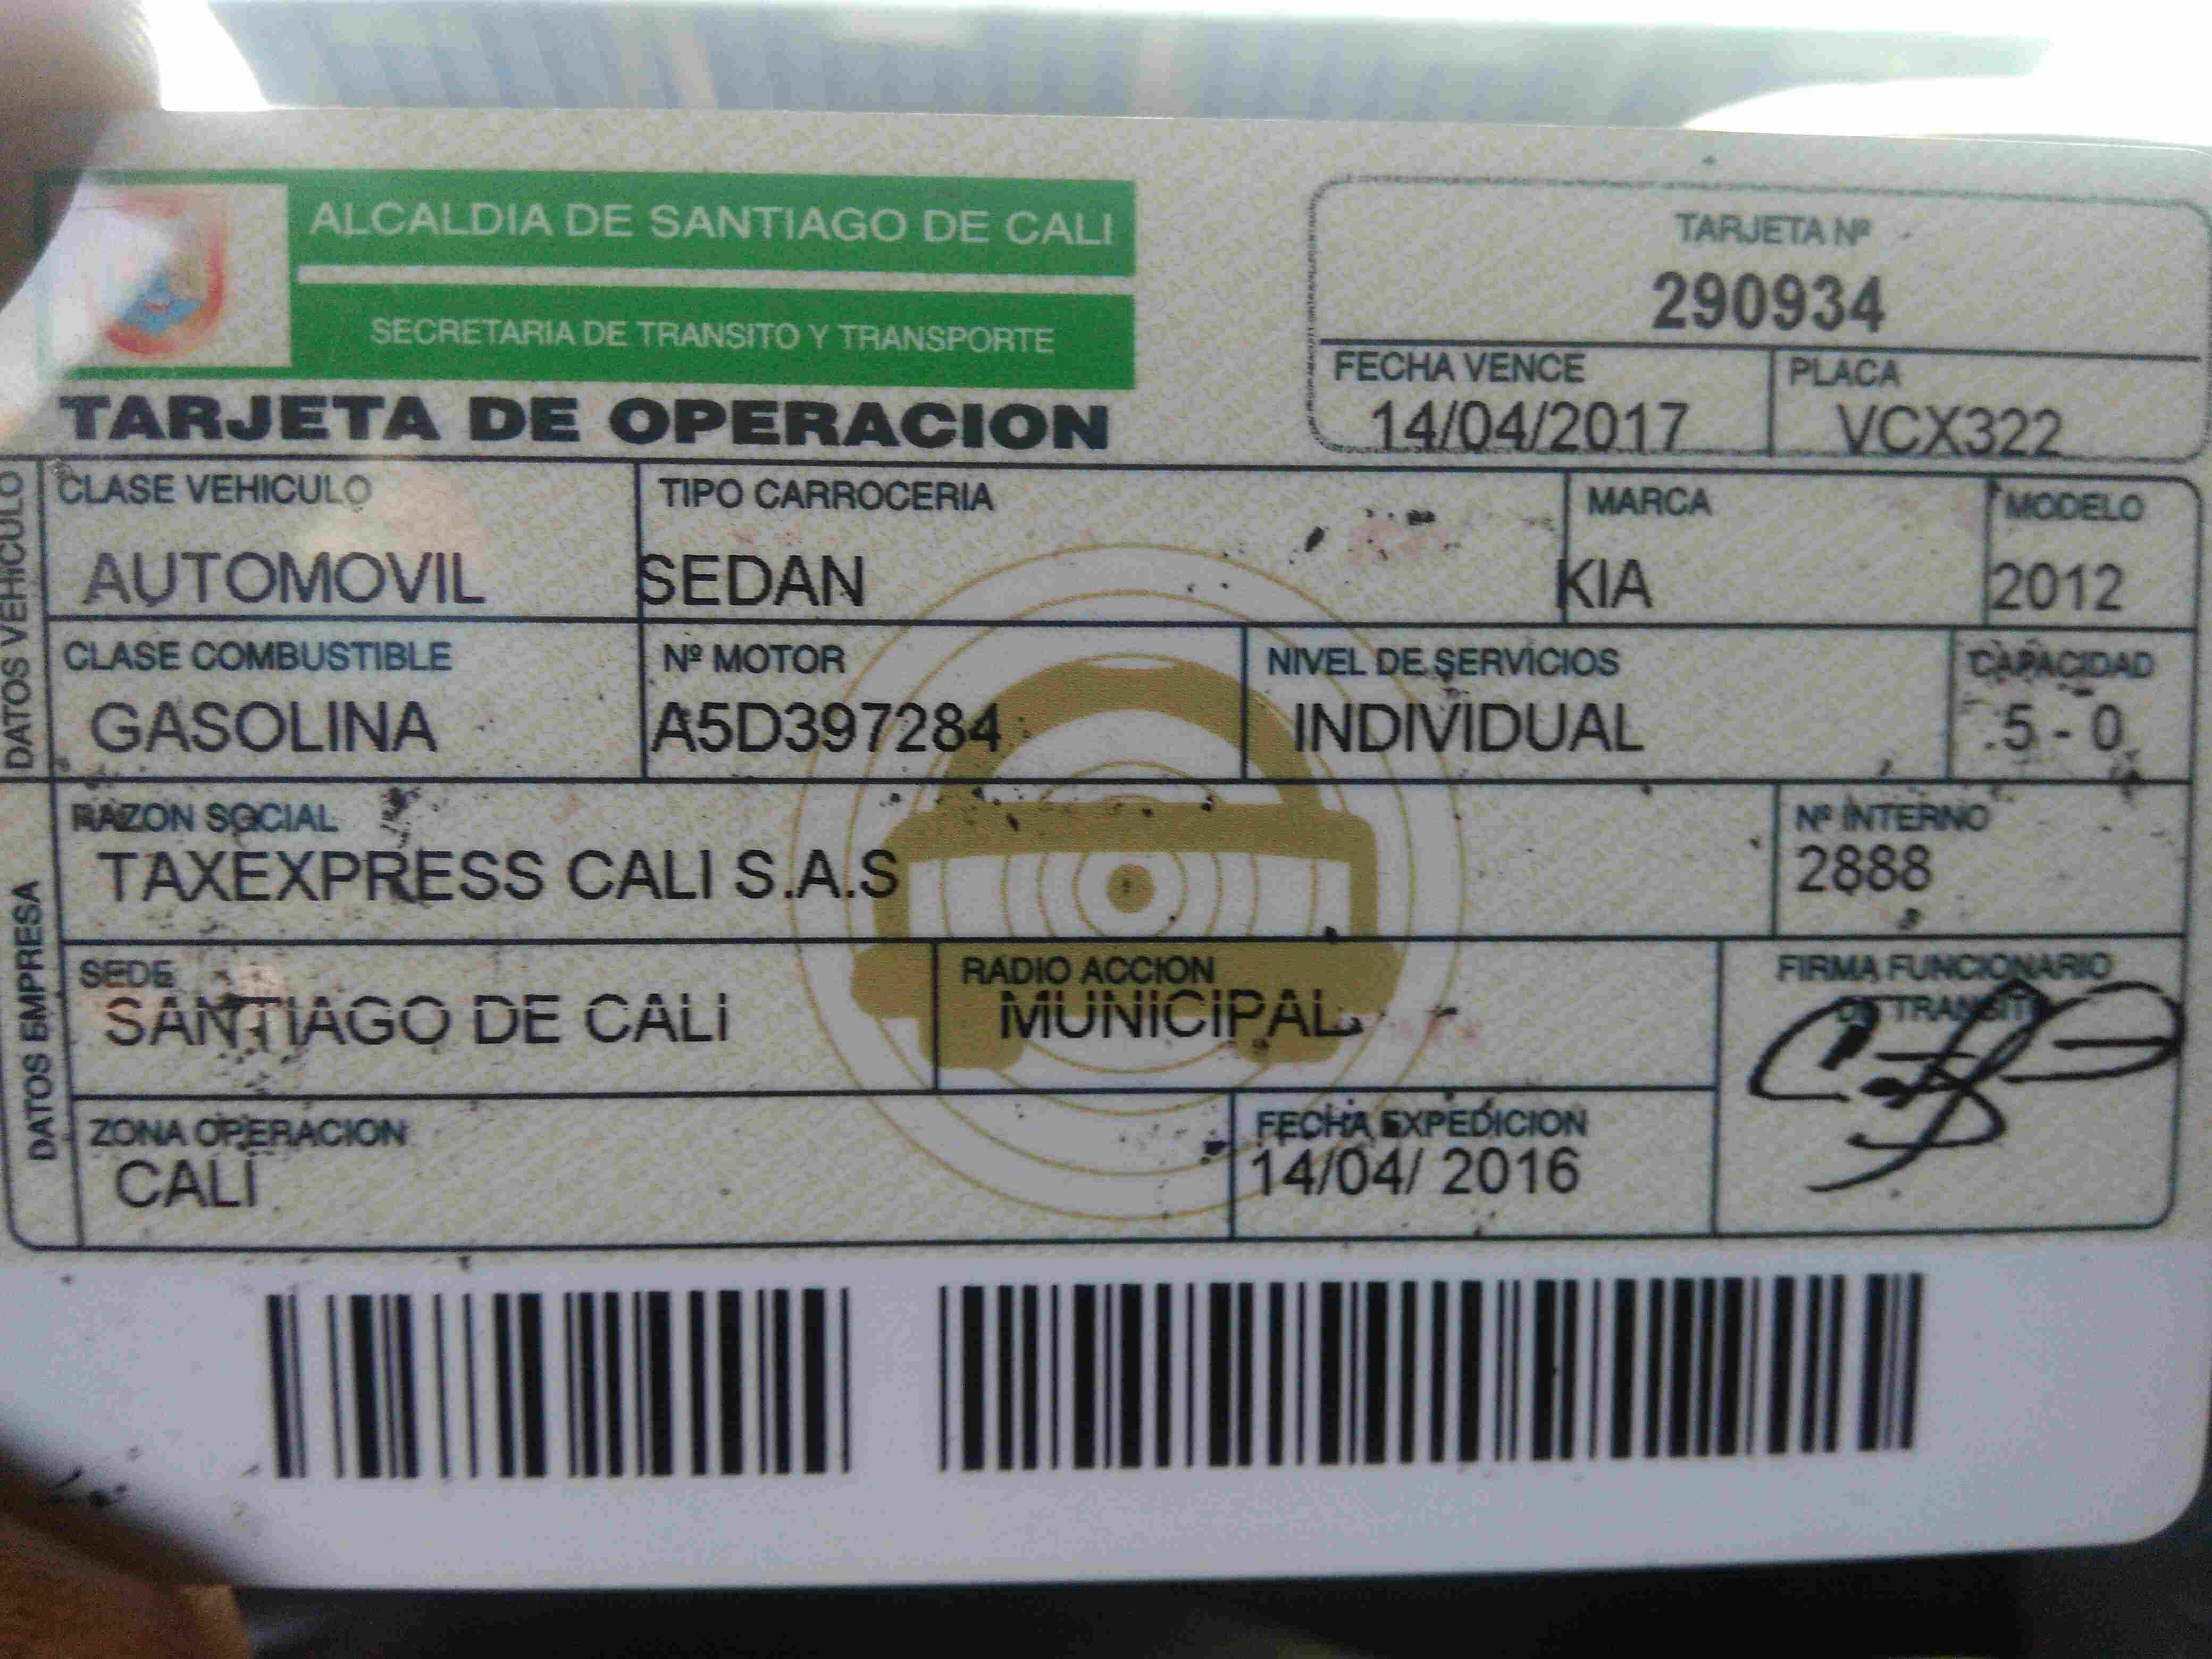 ALCALDIA DE SANTIAGO DE CALI
SECRETARIA DE TRANSITO Y TRANSPORTE
TARJETA DE OPERACION
TARJETA Nº
290934
FECHA VENCE
14/04/2017
PLACA
VCX322
DATOS VEHICULO
CLASE VEHICULO
AUTOMOVIL
TIPO CARROCERIA
SEDAN
MARCA
KIA
MODELO
2012
CLASE COMBUSTIBLE
GASOLINA
Nº MOTOR
A5D397284
NIVEL DE SERVICIOS
INDIVIDUAL
CAPACIDAD
5 - 0
DATOS EMPRESA
RAZON SOCIAL
TAXEXPRESS CALI S.A.S
Nº INTERNO
2888
SEDE
SANTIAGO DE CALI
RADIO ACCION
MUNICIPAL
FIRMA FUNCIONARIO
DE TRANSITO
ZONA OPERACION
CALI
FECHA EXPEDICION
14/04/ 2016